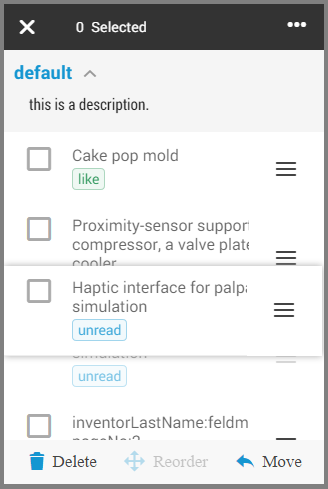 0 Selected
default
this is a description.
Cake pop mold
like
Proximity-sensor support
compressor, a valve plate
cooler
Haptic interface for palpa
simulation
unread
simulation
unread
inventorLastName:feldm
pageNo:2
Delete Reorder Move